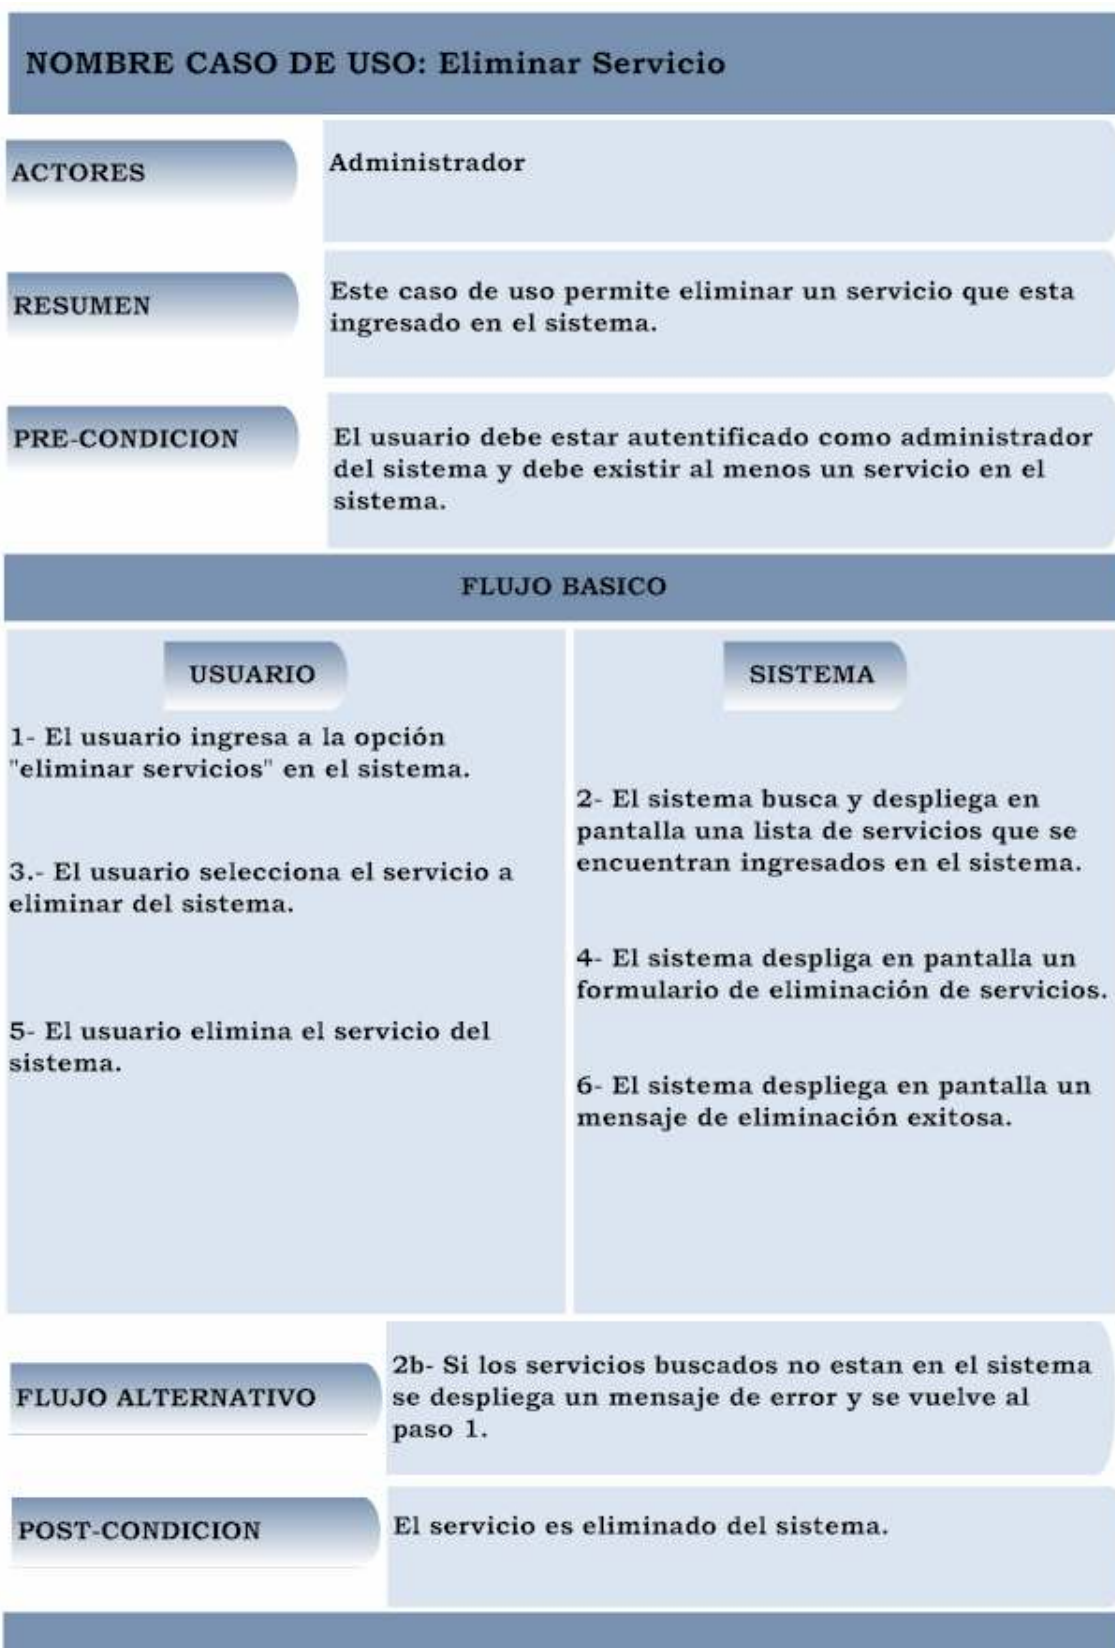 NOMBRE CASO DE USO: Eliminar Servicio
ACTORES
Administrador
RESUMEN
Este caso de uso permite eliminar un servicio que esta
ingresado en el sistema.
PRE-CONDICION
El usuario debe estar autentificado como administrador
del sistema y debe existir al menos un servicio en el
sistema.
FLUJO BASICO
USUARIO
1- El usuario ingresa a la opción
"eliminar servicios" en el sistema.
3.- El usuario selecciona el servicio a
eliminar del sistema.
5- El usuario elimina el servicio del
sistema.
SISTEMA
2- El sistema busca y despliega en
pantalla una lista de servicios que se
encuentran ingresados en el sistema.
4- El sistema despliga en pantalla un
formulario de eliminación de servicios.
6- El sistema despliega en pantalla un
mensaje de eliminación exitosa.
FLUJO ALTERNATIVO
2b- Si los servicios buscados no estan en el sistema
se despliega un mensaje de error y se vuelve al
paso 1.
POST-CONDICION
El servicio es eliminado del sistema.